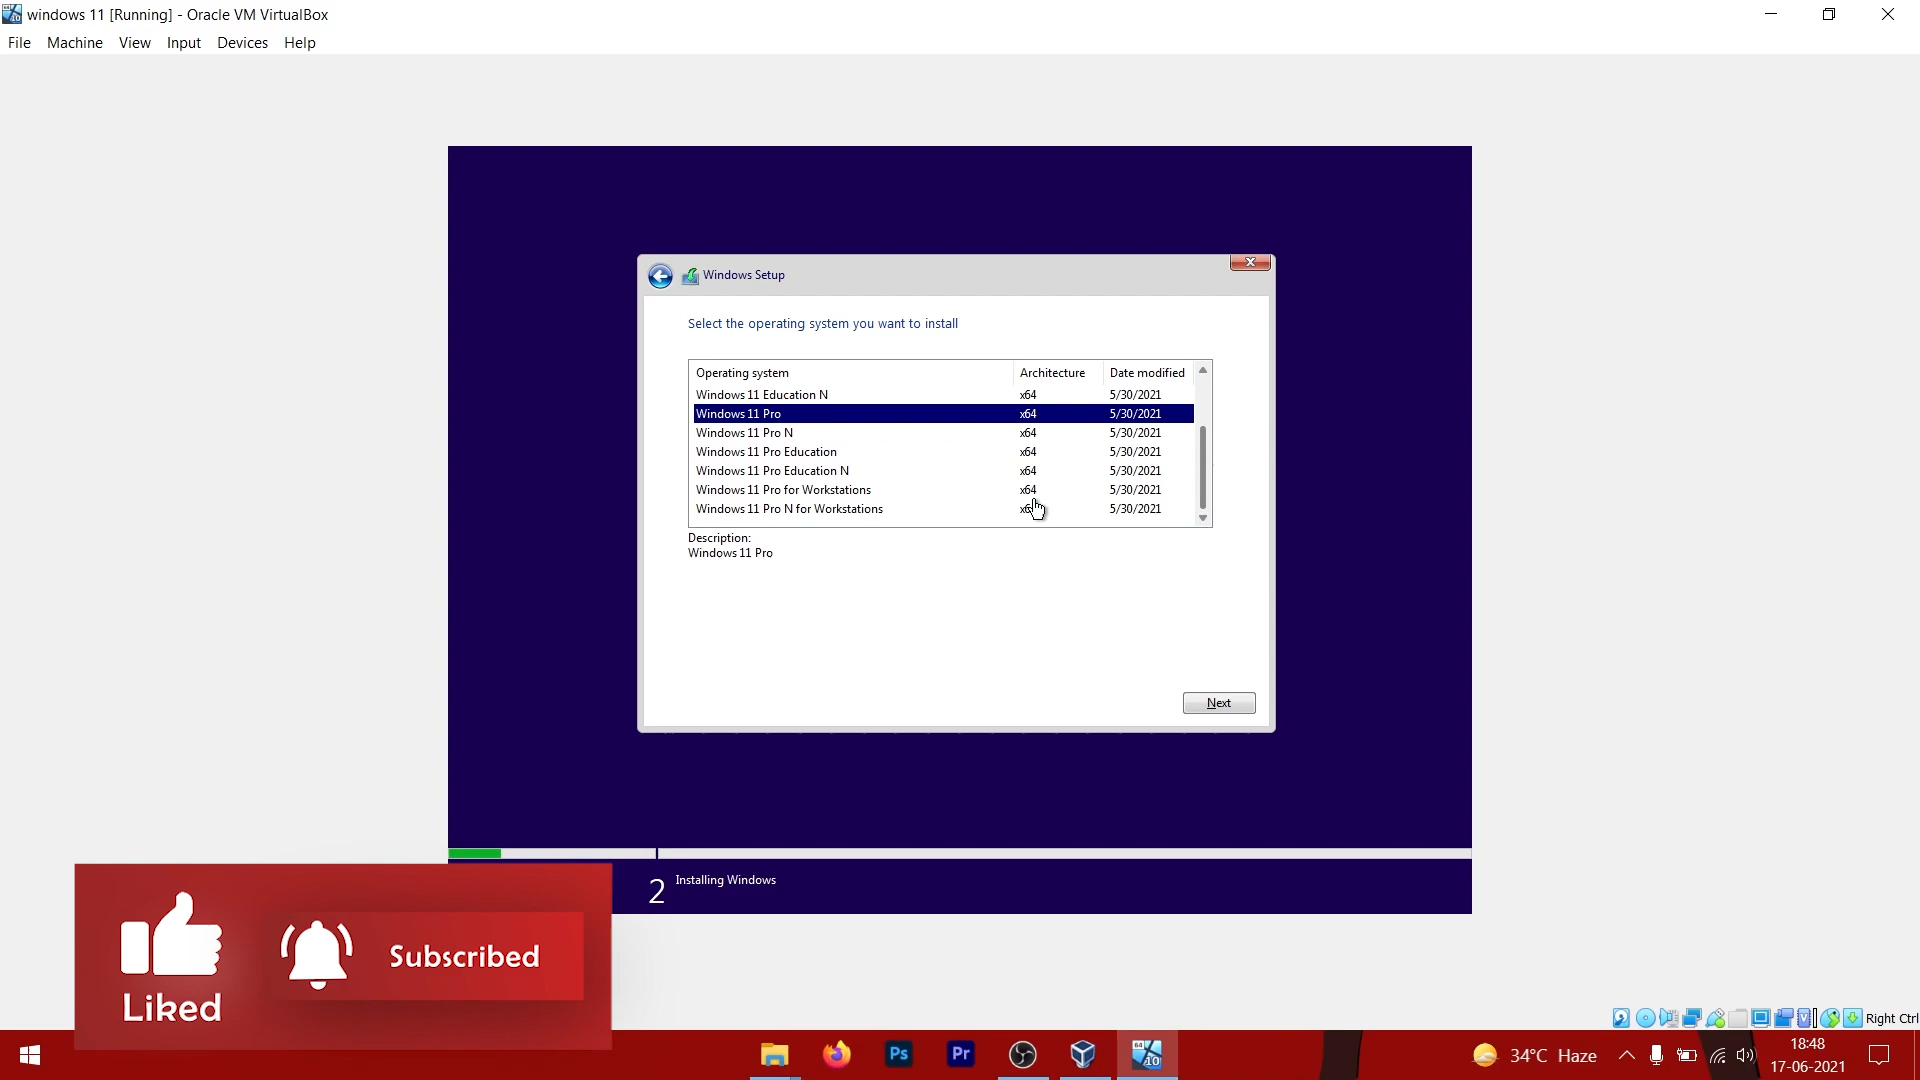 windows 11 [Running] - Oracle VM VirtualBox
File Machine View Input Devices Help
Windows Setup
Select the operating system you want to install
Operating system Architecture Date modified
Windows 11 Education N x64 5/30/2021
Windows 11 Pro x64 5/30/2021
Windows 11 Pro N x64 5/30/2021
Windows 11 Pro Education x64 5/30/2021
Windows 11 Pro Education N x64 5/30/2021
Windows 11 Pro for Workstations x64 5/30/2021
Windows 11 Pro N for Workstations 5/30/2021
Description:
Windows 11 Pro
Next
2 Installing Windows
Liked
Subscribed
Right Ctrl
Ps
Pr
64
10
34°C Haze
18:48
17-06-2021